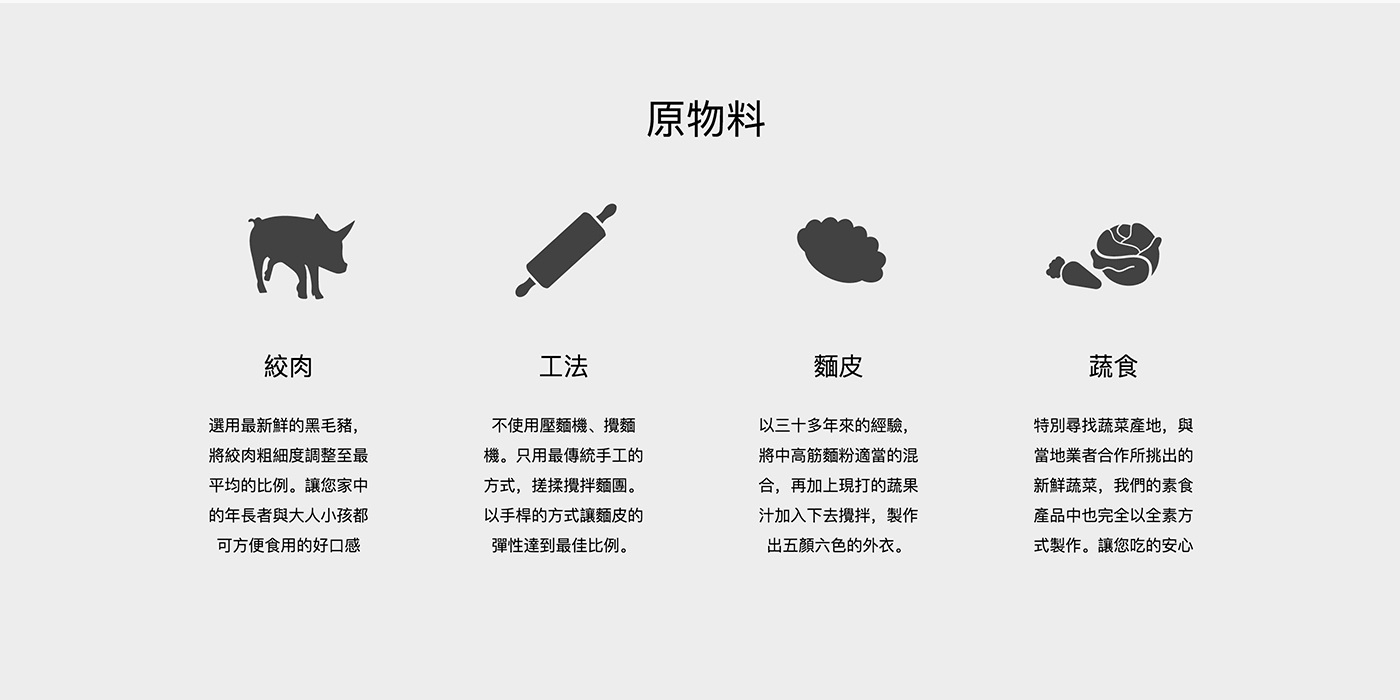 原物料
絞肉
選用最新鮮的黑毛豬，
將絞肉粗細度調整至最
平均的比例。讓您家中
的年長者與大人小孩都
可方便食用的好口感
工法
不使用壓麵機、攪麵
機。只用最傳統手工的
方式，搓揉攪拌麵團。
以手桿的方式讓麵皮的
彈性達到最佳比例。
麵皮
以三十多年來的經驗，
將中高筋麵粉適當的混
合，再加上現打的蔬果
汁加入下去攪拌，製作
出五顏六色的外衣。
蔬食
特別尋找蔬菜產地，與
當地業者合作所挑出的
新鮮蔬菜，我們的素食
產品中也完全以全素方
式製作。讓您吃的安心